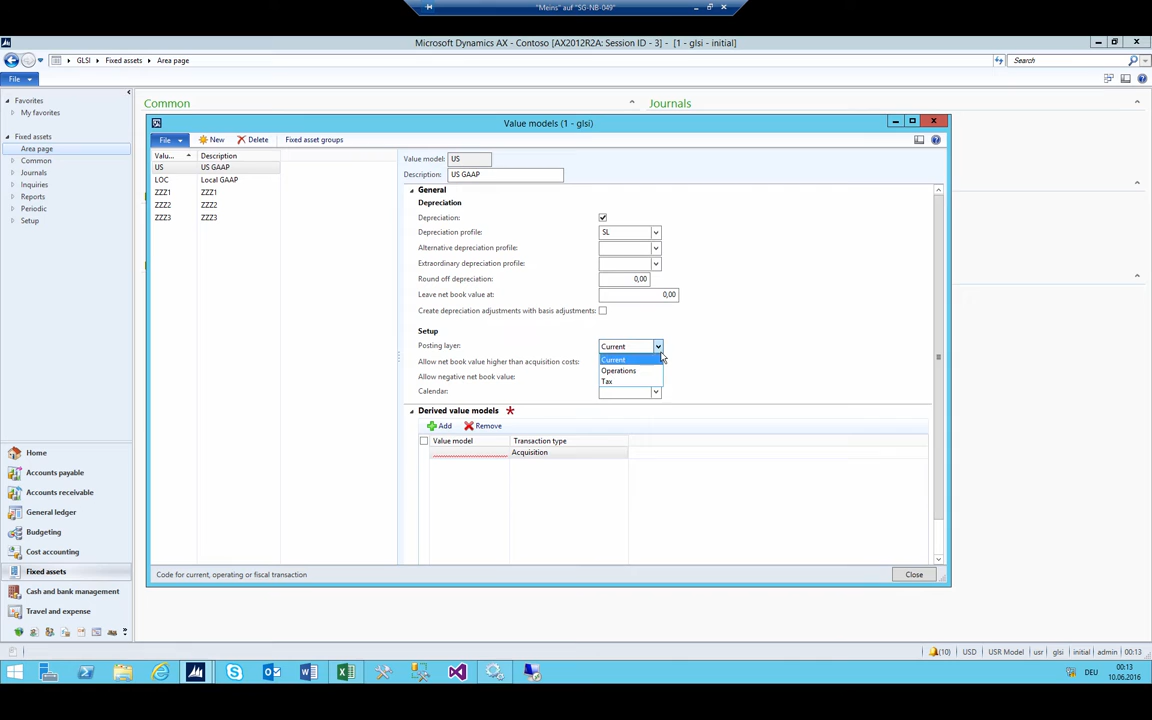 "Meins" auf "SG-NB-049"
Microsoft Dynamics AX - Contoso [AX2012R2A: Session ID - 3] - [1 - glsi - initial]
GLSI
Fixed assets
Area page
Search
File
Favorites
My favorites
Fixed assets
Area page
Common
Journals
Inquiries
Reports
Periodic
Setup
Common
Journals
Value models (1 - glsi)
File
New
Delete
Fixed asset groups
Valu...
Description
US
US GAAP
LOC
Local GAAP
ZZZ1
ZZZ1
ZZZ2
ZZZ2
ZZZ3
ZZZ3
Value model:
US
Description:
US GAAP
General
Depreciation
Depreciation:
Depreciation profile:
SL
Alternative depreciation profile:
Extraordinary depreciation profile:
Round off depreciation:
0,00
Leave net book value at:
0,00
Create depreciation adjustments with basis adjustments:
Setup
Posting layer:
Current
Current
Operations
Tax
Allow net book value higher than acquisition costs:
Allow negative net book value:
Calendar:
Derived value models *
Add
Remove
Value model
Transaction type
Acquisition
Code for current, operating or fiscal transaction
Close
Home
Accounts payable
Accounts receivable
General ledger
Budgeting
Cost accounting
Fixed assets
Cash and bank management
Travel and expense
(10)
USD
USR Model
usr
glsi
initial
admin
00:13
DEU
00:13
10.06.2016